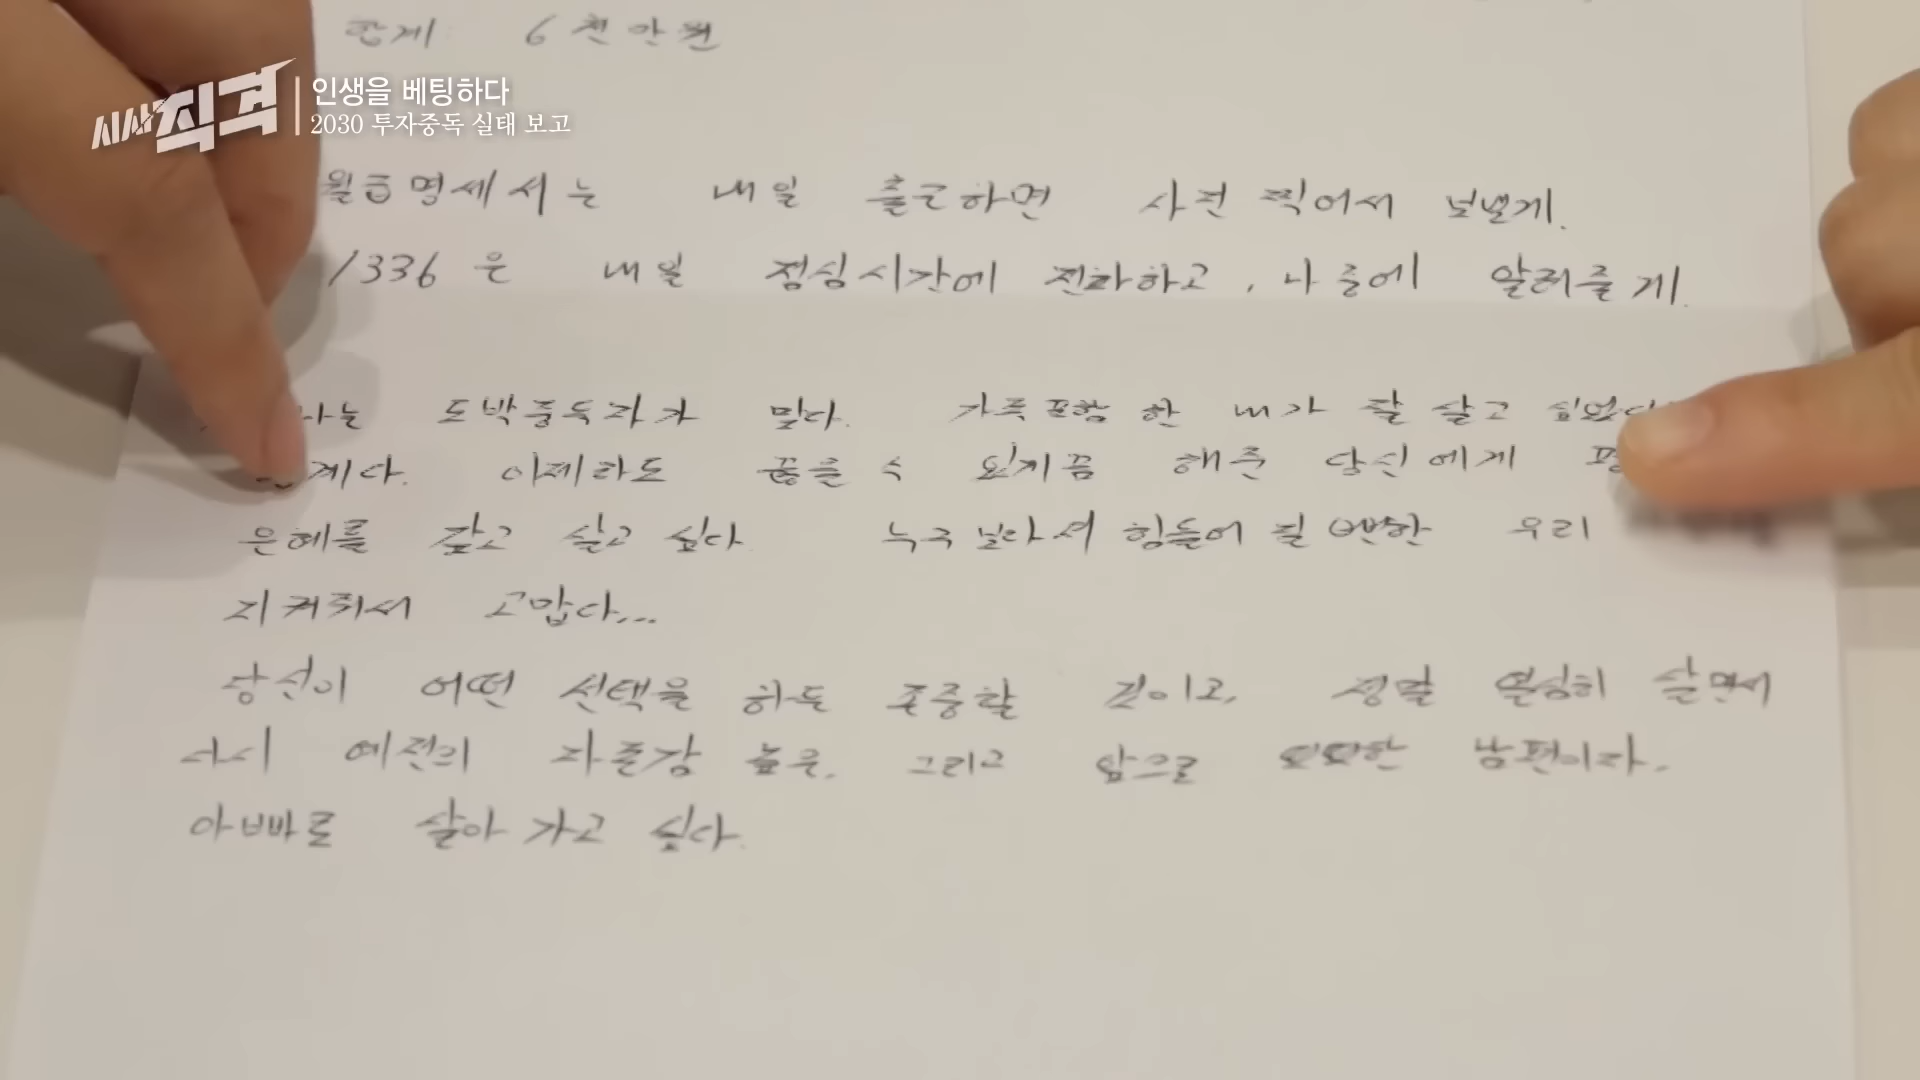 합계: 6천만원
시사직격
인생을 베팅하다
2030 투자중독 실태 보고
월급명세서는 내일 출근하면 사진 찍어서 보낼게.
1336은 내일 점심시간에 전화하고, 나중에 알려줄게.
나는 도박중독자가 맞다. 가족포함 한 내가 잘 살고 싶었다
이제라도 끊을 수 있게끔 해준 당신에게
은혜를 갚고 살고 싶다 누구보다 힘들어 질 뻔한 우리
지켜줘서 고맙다...
당신이 어떤 선택을 하든 존중할 것이고, 정말 열심히 살면서
다시 예전의 자존감 높은, 그리고 앞으로 남편이자,
아빠로 살아가고 싶다.